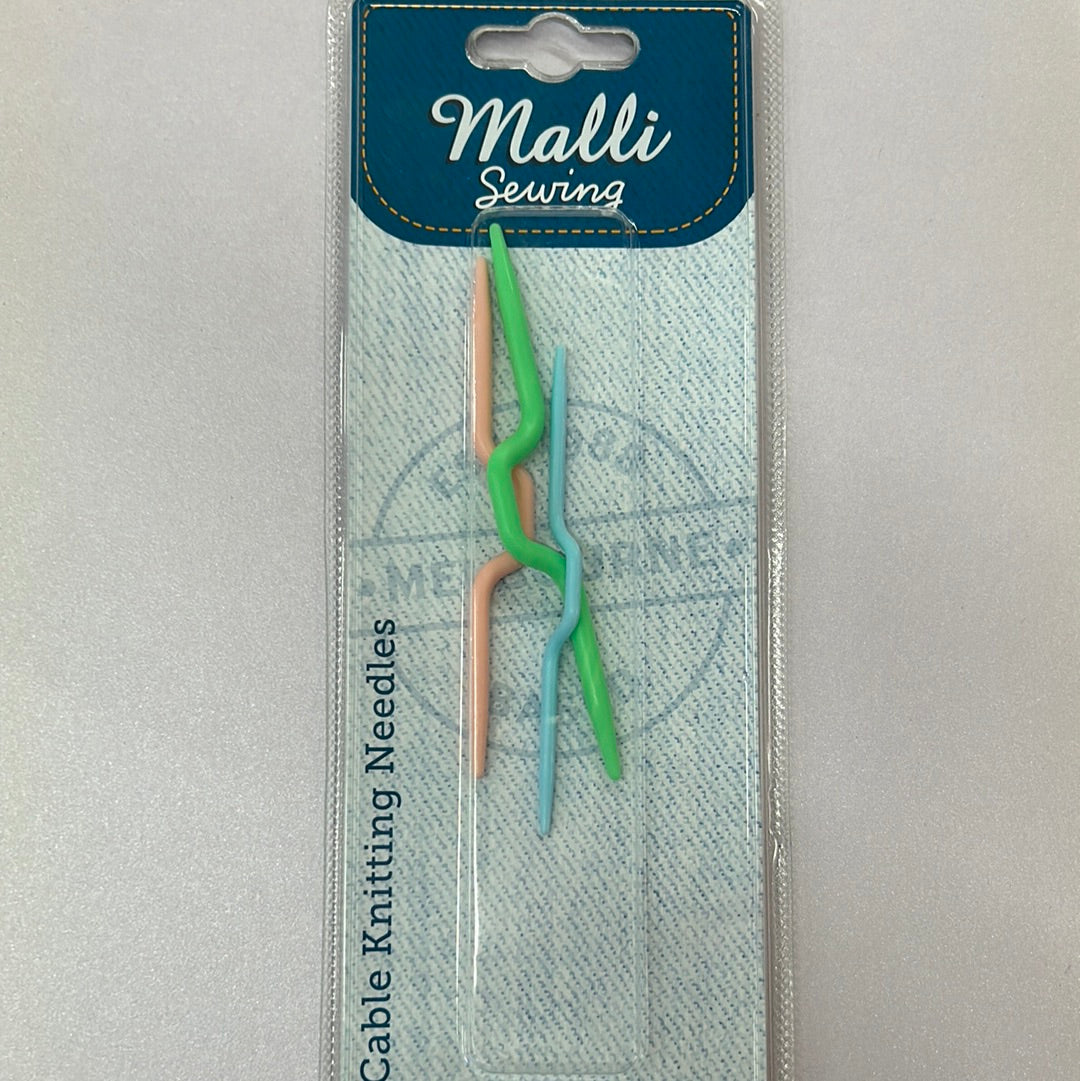 Malli
Sewing
Cable Knitting Needles